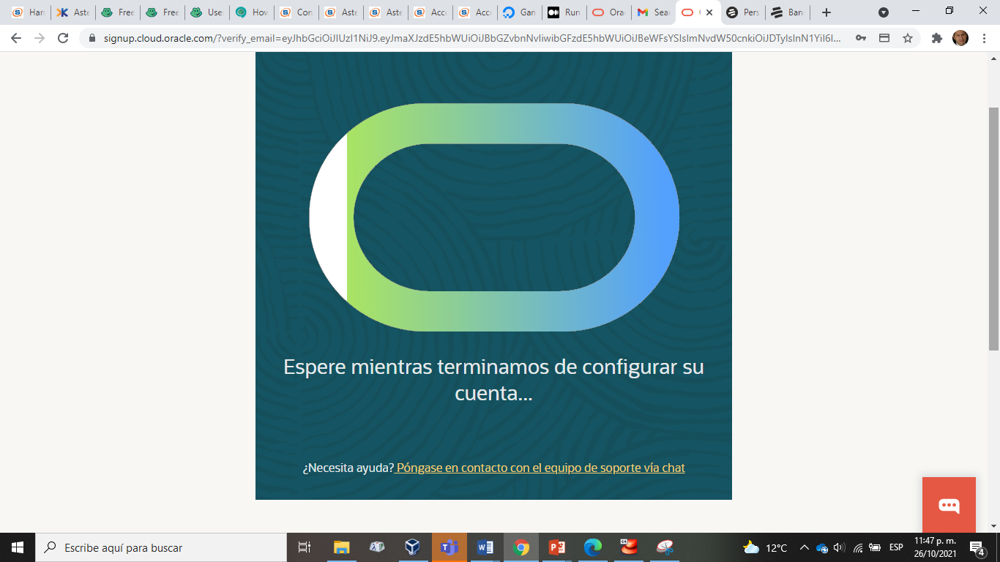 Har
Aste
Free
Free
Use
How
Con
Aste
Aste
Acc
Acc
Gar
Run
Ora
Sear
Pers
Ban
signup.cloud.oracle.com/?verify_email=eyJhbGciOiJIUzI1NiJ9.eyJmaXJzdE5hbWUiOiJBbGZvbnNvIiwibGFzdE5hbWUiOiJBeWFsYSIsImNvdW50cnkiOiJDTyIsInN1YiI6I...
Espere mientras terminamos de configurar su
cuenta...
¿Necesita ayuda? Póngase en contacto con el equipo de soporte vía chat
Escribe aquí para buscar
12°C
ESP
11:47 p. m.
26/10/2021
4